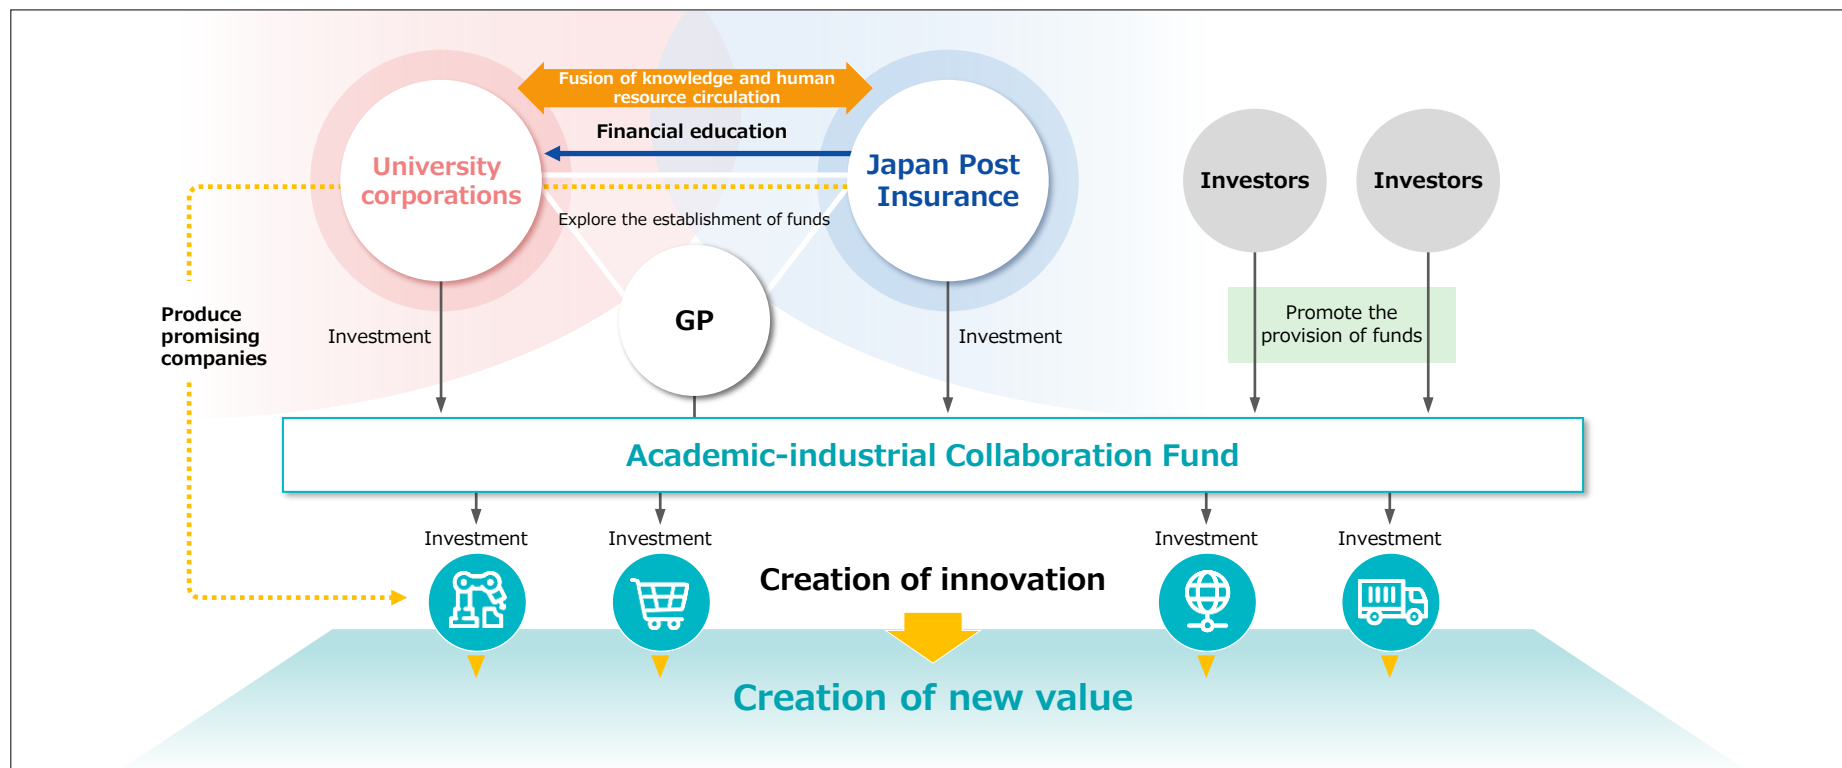 Fusion of knowledge and human
resource circulation
Financial education
University
corporations
Japan Post
Insurance
Investors
Investors
Explore the establishment of funds
GP
Produce
promising
companies
Investment
Investment
Promote the
provision of funds
Academic-industrial Collaboration Fund
Investment
Investment
Investment
Investment
Creation of innovation
Creation of new value